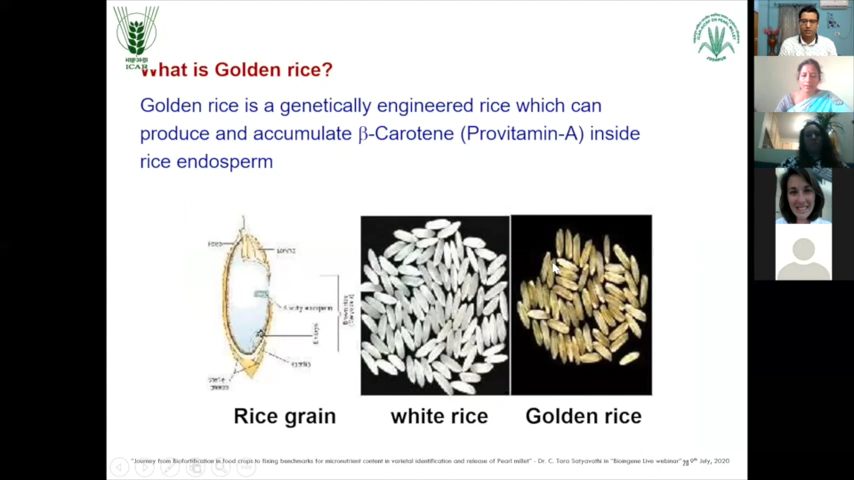 ICAR
What is Golden rice?
Golden rice is a genetically engineered rice which can
produce and accumulate β-Carotene (Provitamin-A) inside
rice endosperm
Rice grain
white rice
Golden rice
"Journey from Biofortification in food crops to fixing benchmarks for micronutrient content in varietal identification and release of Pearl millet" - Dr. C. Tara Satyavathi in "Bioingene Live webinar" 9th July, 2020